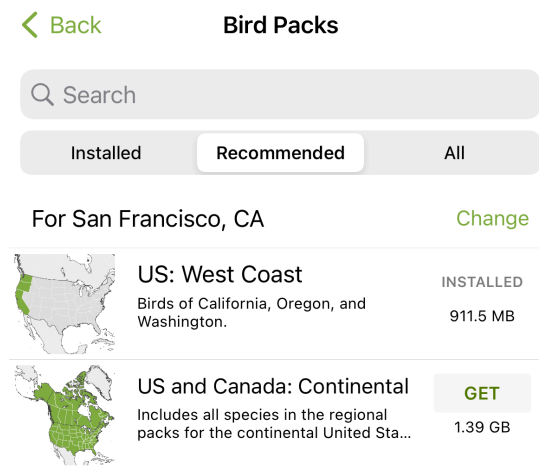 Back
Bird Packs
Search
Installed
Recommended
All
For San Francisco, CA
Change
US: West Coast
INSTALLED
Birds of California, Oregon, and
Washington.
911.5 MB
US and Canada: Continental
GET
Includes all species in the regional
packs for the continental United Sta...
1.39 GB